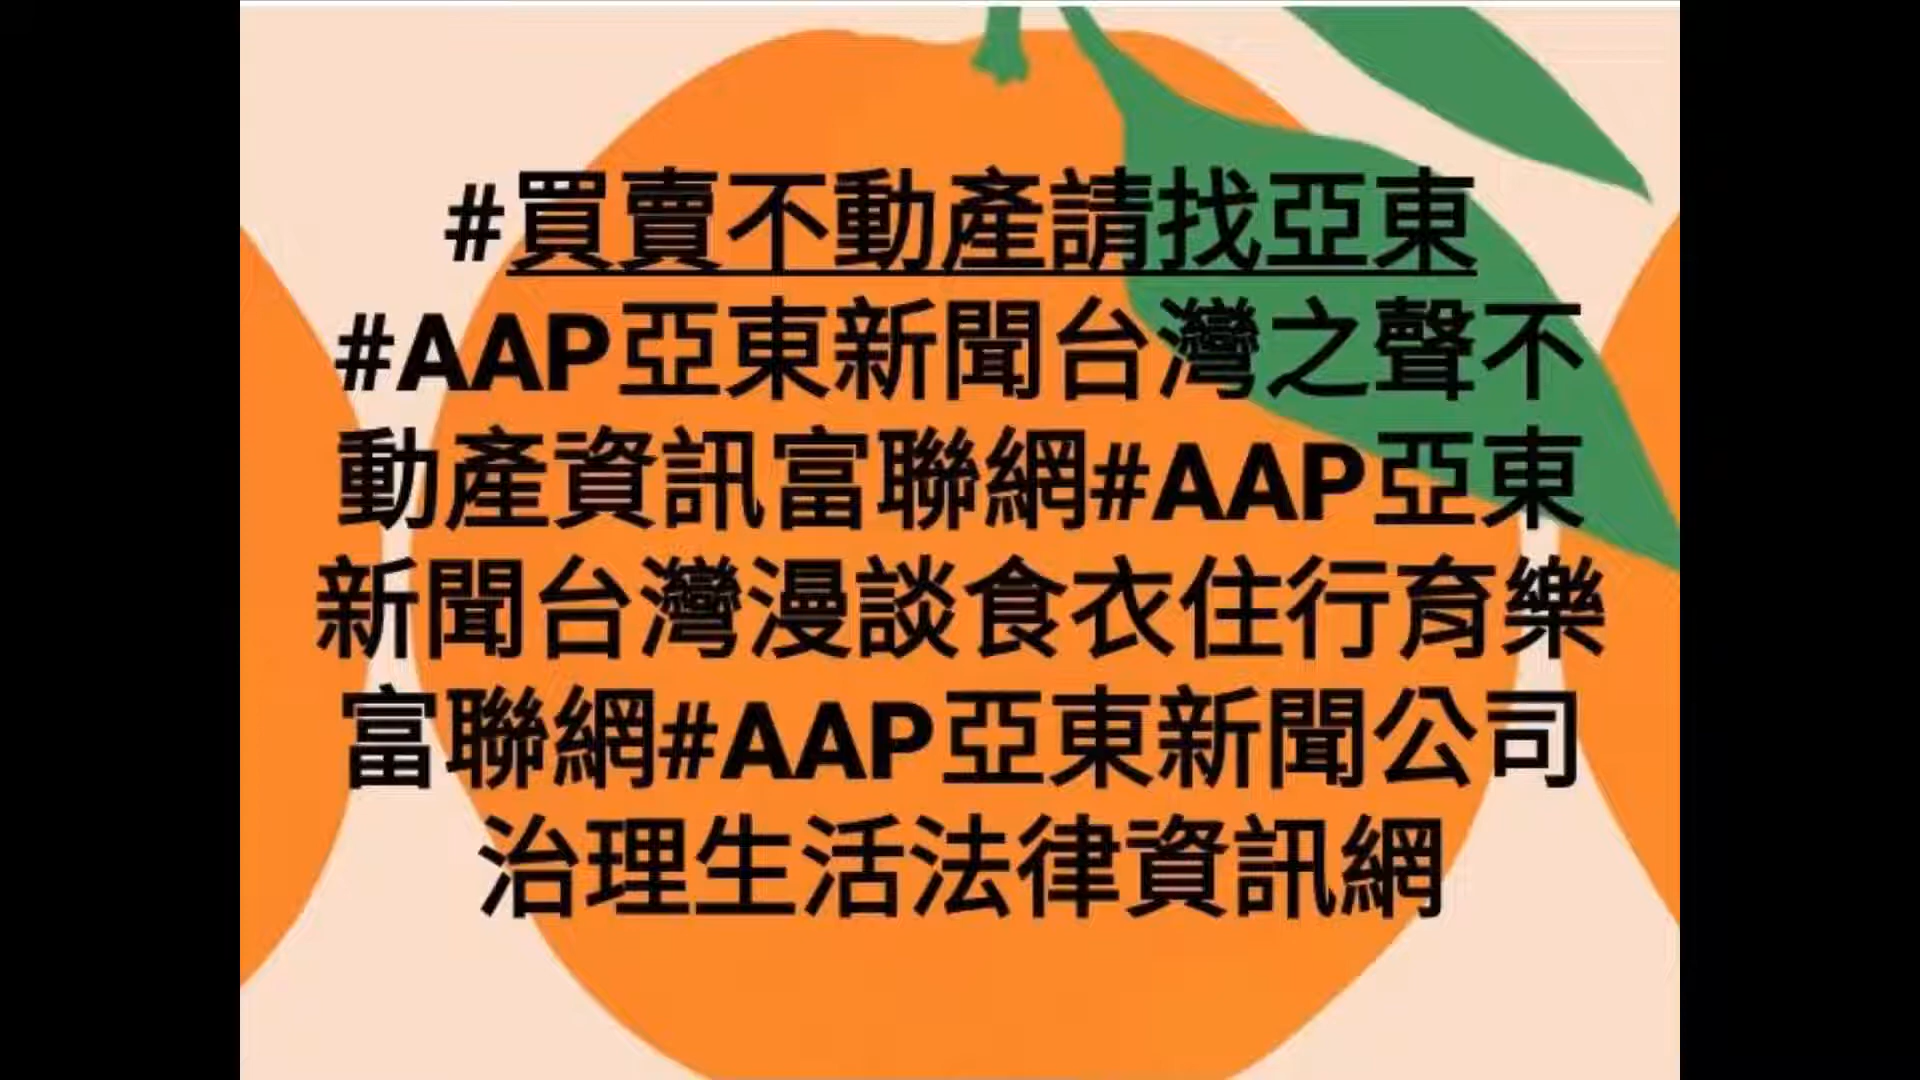 #買賣不動產請找亞東
#AAP亞東新聞台灣之聲不
動產資訊富聯網#AAP亞東
新聞台灣漫談食衣住行育樂
富聯網#AAP亞東新聞公司
治理生活法律資訊網